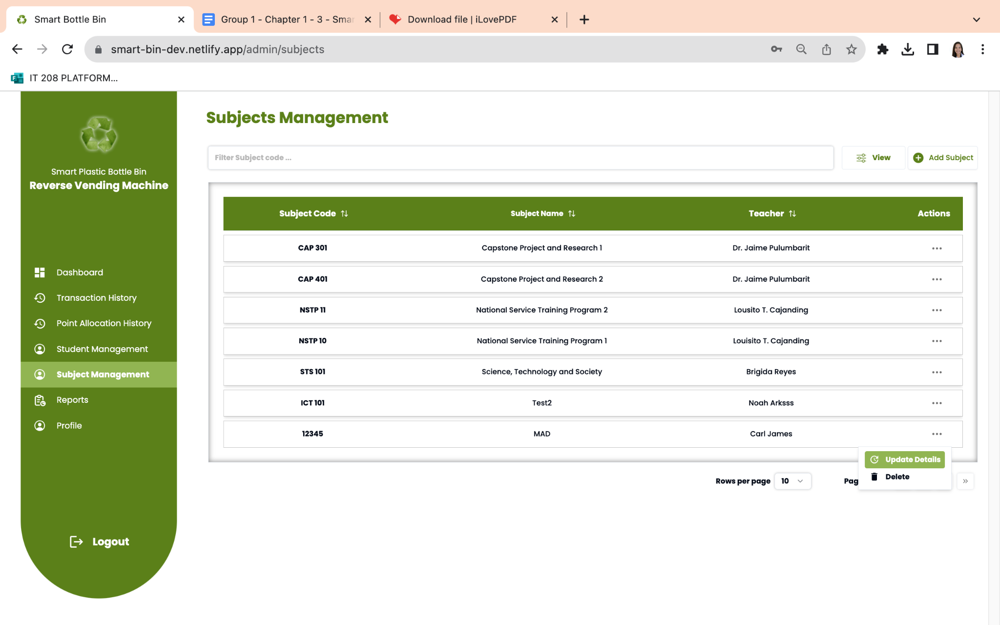 Smart Bottle Bin
Group 1 - Chapter 1 - 3 - Smar
Download file | iLovePDF
smart-bin-dev.netlify.app/admin/subjects
IT 208 PLATFORM...
Smart Plastic Bottle Bin
Reverse Vending Machine
Dashboard
Transaction History
Point Allocation History
Student Management
Subject Management
Reports
Profile
Logout
Subjects Management
Filter Subject code ...
View
Add Subject
Subject Code Subject Name Teacher Actions
CAP 301 Capstone Project and Research 1 Dr. Jaime Pulumbarit
CAP 401 Capstone Project and Research 2 Dr. Jaime Pulumbarit
NSTP 11 National Service Training Program 2 Lousito T. Cajanding
NSTP 10 National Service Training Program 1 Louisito T. Cajanding
STS 101 Science, Technology and Society Brigida Reyes
ICT 101 Test2 Noah Arksss
12345 MAD Carl James
Update Details
Delete
Rows per page 10 Pag